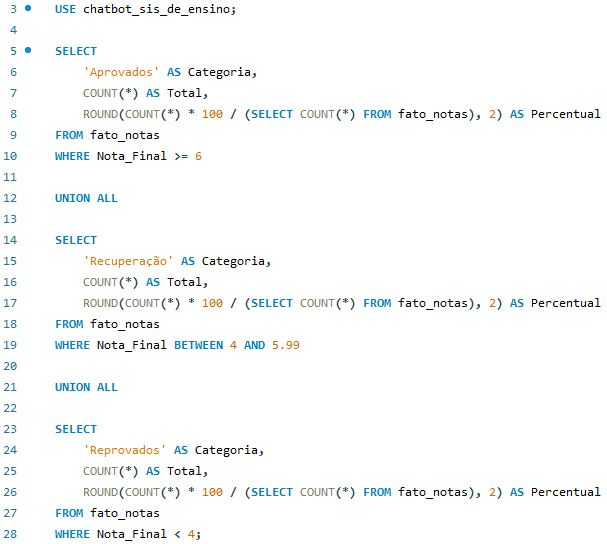 3 USE chatbot_sis_de_ensino;
4
5 SELECT
6 'Aprovados' AS Categoria,
7 COUNT(*) AS Total,
8 ROUND(COUNT(*) * 100 / (SELECT COUNT(*) FROM fato_notas), 2) AS Percentual
9 FROM fato_notas
10 WHERE Nota_Final >= 6
11
12 UNION ALL
13
14 SELECT
15 'Recuperação' AS Categoria,
16 COUNT(*) AS Total,
17 ROUND(COUNT(*) * 100 / (SELECT COUNT(*) FROM fato_notas), 2) AS Percentual
18 FROM fato_notas
19 WHERE Nota_Final BETWEEN 4 AND 5.99
20
21 UNION ALL
22
23 SELECT
24 'Reprovados' AS Categoria,
25 COUNT(*) AS Total,
26 ROUND(COUNT(*) * 100 / (SELECT COUNT(*) FROM fato_notas), 2) AS Percentual
27 FROM fato_notas
28 WHERE Nota_Final < 4;